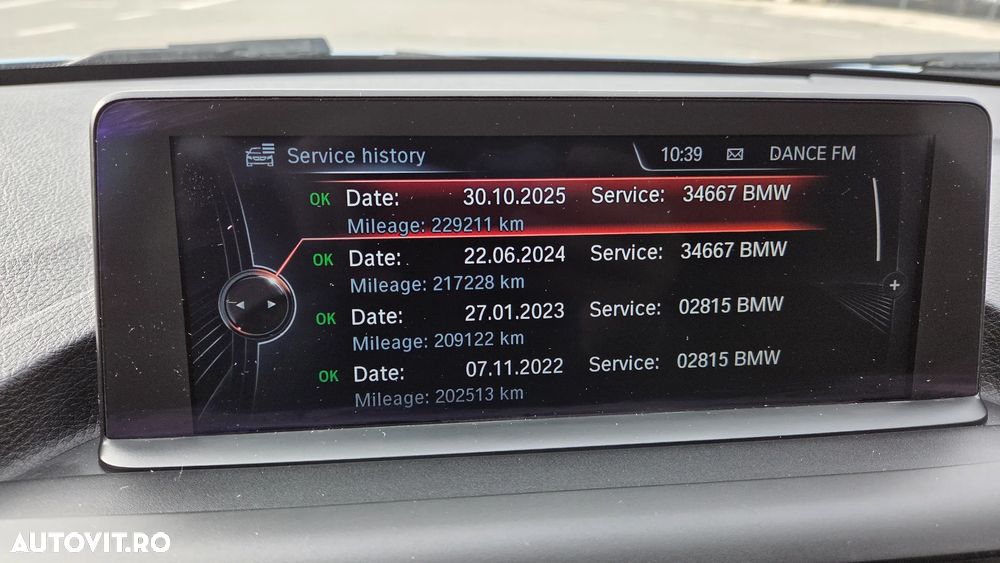 Service history 10:39 DANCE FM
OK Date: 30.10.2025 Service: 34667 BMW
Mileage: 229211 km
OK Date: 22.06.2024 Service: 34667 BMW
Mileage: 217228 km
OK Date: 27.01.2023 Service: 02815 BMW
Mileage: 209122 km
OK Date: 07.11.2022 Service: 02815 BMW
Mileage: 202513 km
AUTOVIT.RO